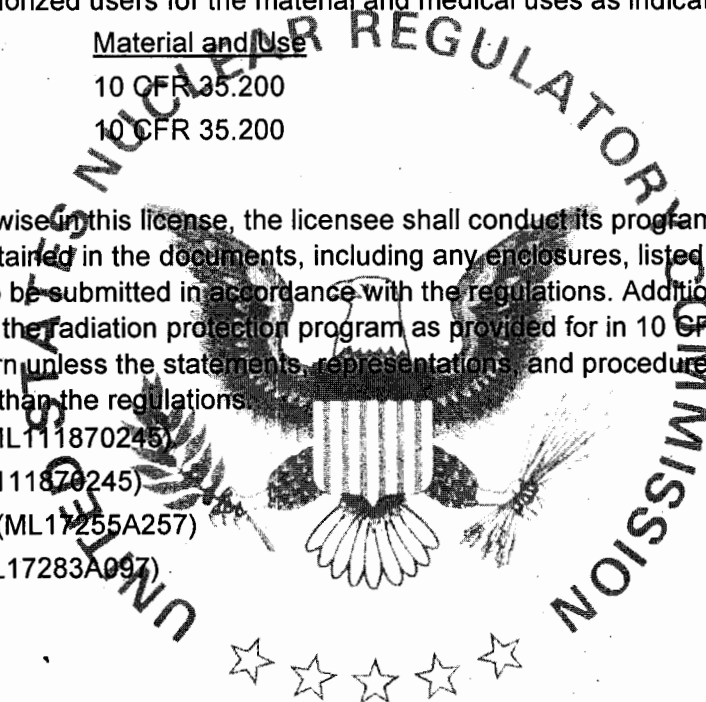 orized users for the material and medical uses as indicat
Material and Use
10 CFR 35.200
10 CFR 35.200
wise in this license, the licensee shall conduct its program
tained in the documents, including any enclosures, listed
be submitted in accordance with the regulations. Additio
the radiation protection program as provided for in 10 CF
rn unless the statements, representations, and procedure
than the regulations.
ML111870245)
111870245)
(ML17255A257)
L17283A097)
UNITED STATES NUCLEAR REGULATORY COMMISSION